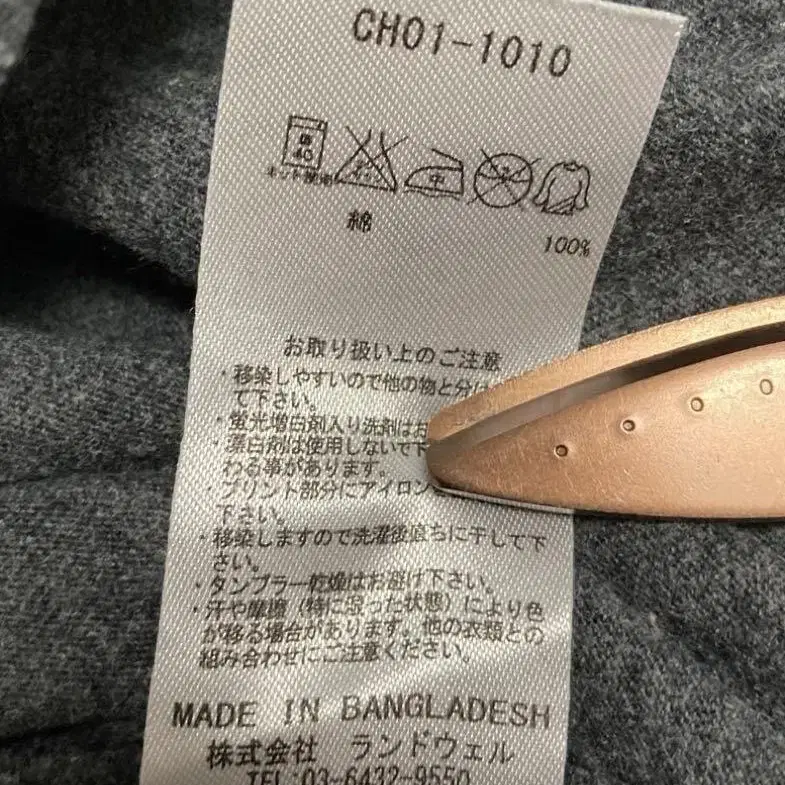 CH01-1010
40
ネット使用
中
綿 100%
お取り扱い上のご注意
・移染しやすいので他の物と分け
て下さい。
・蛍光増白剤入り洗剤はお
・漂白剤は使用しないで下
わる事があります。
・プリント部分にアイロン
下さい。
・移染しますので洗濯後直ちに干して下
さい。
・タンブラー乾燥はお避け下さい。
・汗や摩擦(特に湿った状態)により色
が移る場合があります。他の衣類との
組み合わせにご注意ください。
MADE IN BANGLADESH
株式会社 ランドウェル
TEL:03-6432-9550